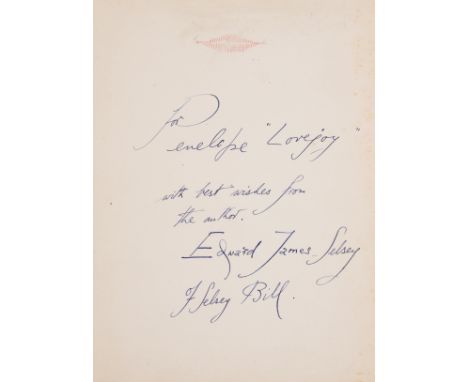 For
Penelope "Lovejoy"
with best wishes from
the author.
Edward James Selsey
of Selsey Bill.